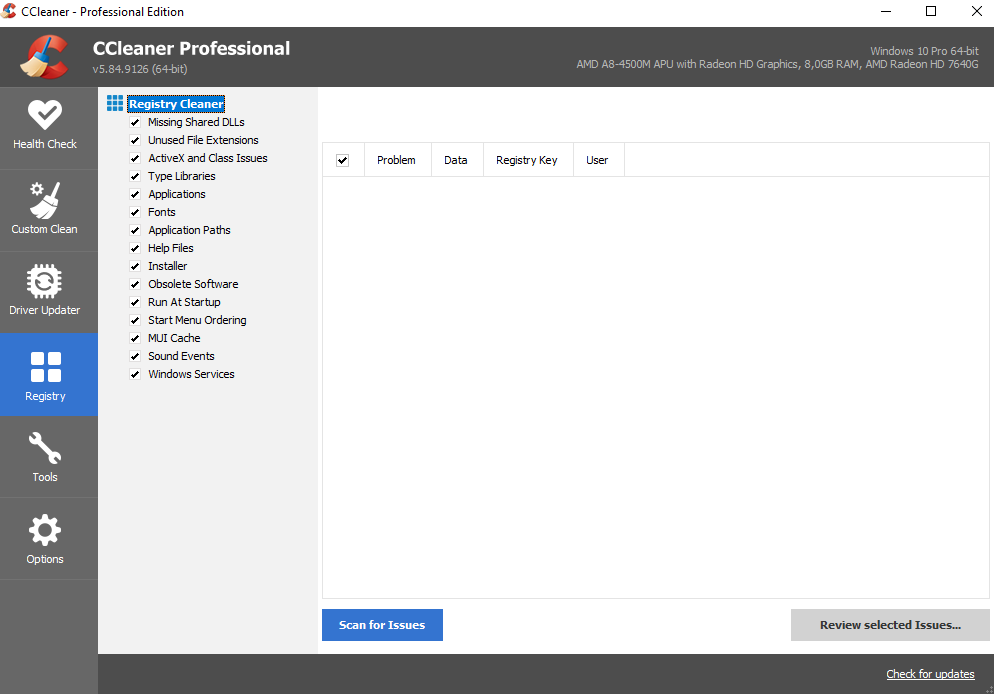 CCleaner - Professional Edition
CCleaner Professional
v5.84.9126 (64-bit)
Windows 10 Pro 64-bit
AMD A8-4500M APU with Radeon HD Graphics, 8,0GB RAM, AMD Radeon HD 7640G
Health Check
Custom Clean
Driver Updater
Registry
Tools
Options
Registry Cleaner
Missing Shared DLLs
Unused File Extensions
ActiveX and Class Issues
Type Libraries
Applications
Fonts
Application Paths
Help Files
Installer
Obsolete Software
Run At Startup
Start Menu Ordering
MUI Cache
Sound Events
Windows Services
Problem Data Registry Key User
Scan for Issues
Review selected Issues...
Check for updates